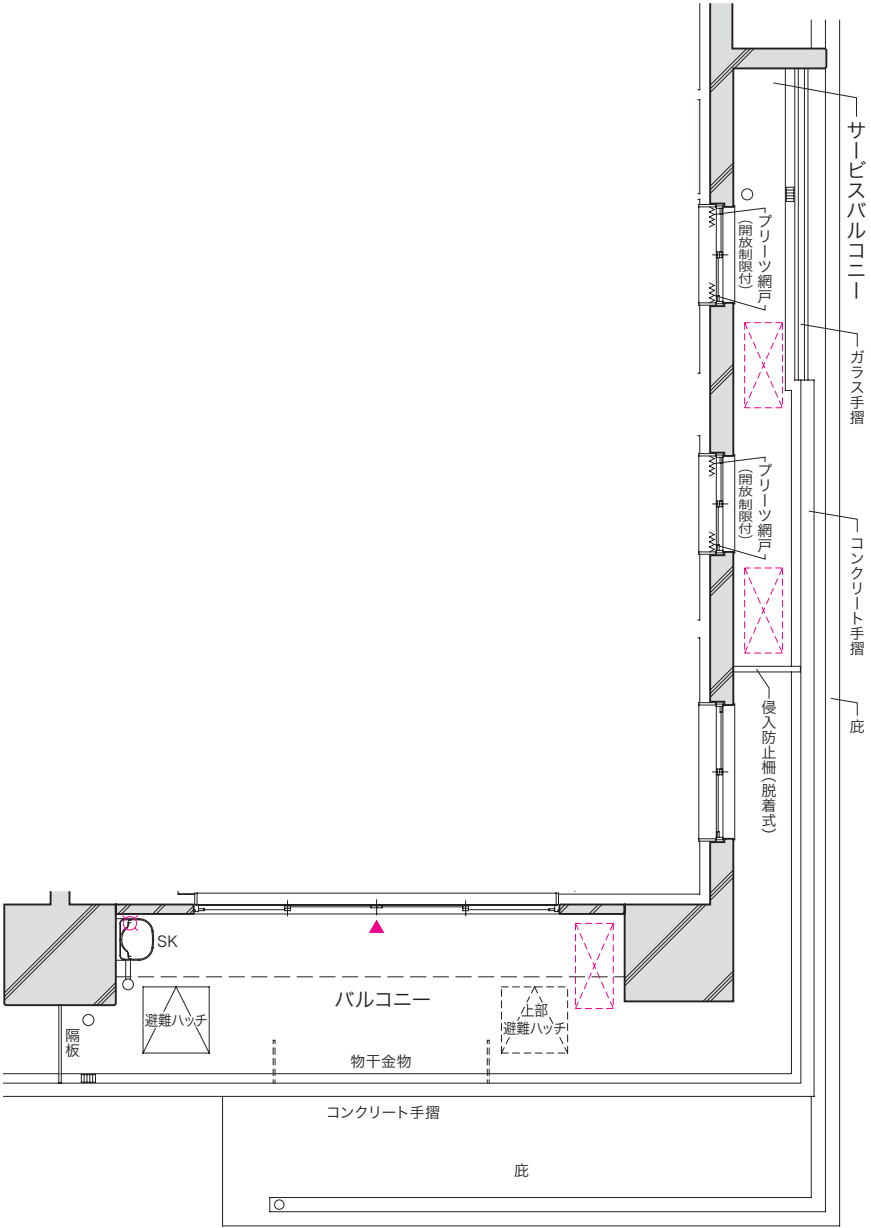 サービスバルコニー
プリーツ網戸
(開放制限付)
ガラス手摺
プリーツ網戸
(開放制限付)
コンクリート手摺
侵入防止柵(脱着式)
庇
SK
バルコニー
避難ハッチ
上部
避難ハッチ
隔板
物干金物
コンクリート手摺
庇